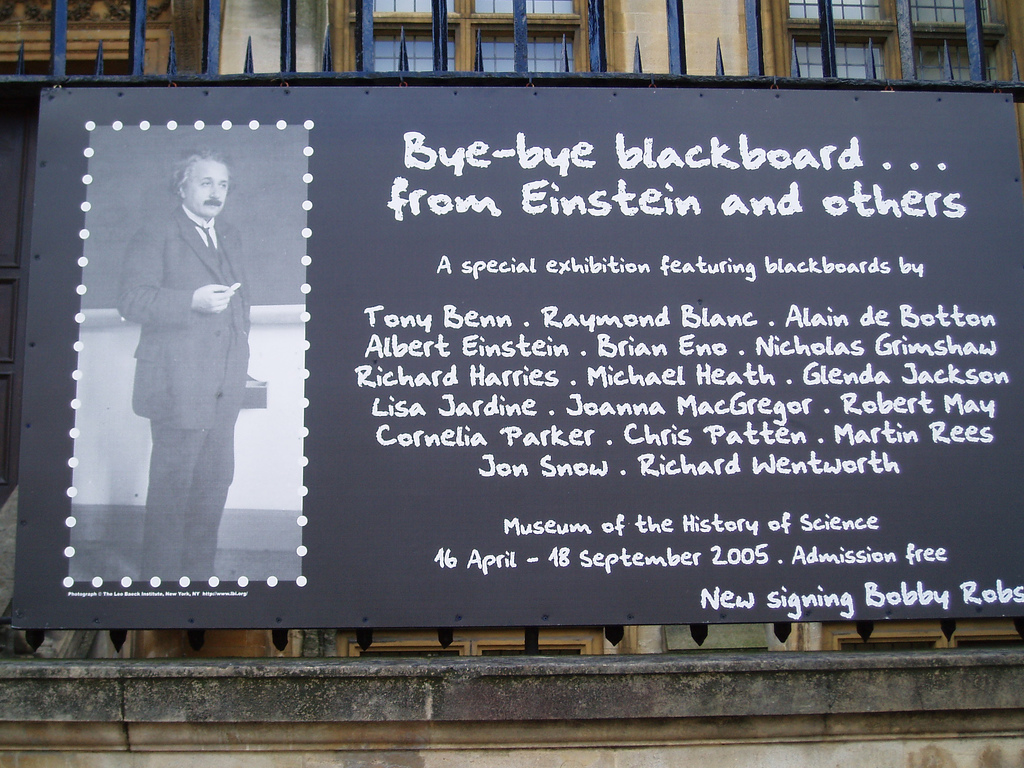 Bye-bye blackboard . . .
from Einstein and others
A special exhibition featuring blackboards by
Tony Benn . Raymond Blanc . Alain de Botton
Albert Einstein . Brian Eno . Nicholas Grimshaw
Richard Harries . Michael Heath . Glenda Jackson
Lisa Jardine . Joanna MacGregor . Robert May
Cornelia Parker . Chris Patten . Martin Rees
Jon Snow . Richard Wentworth
Museum of the History of Science
16 April - 18 September 2005 . Admission free
New signing Bobby Robs
Photograph © The Leo Baeck Institute, New York, NY http://www.lbi.org/